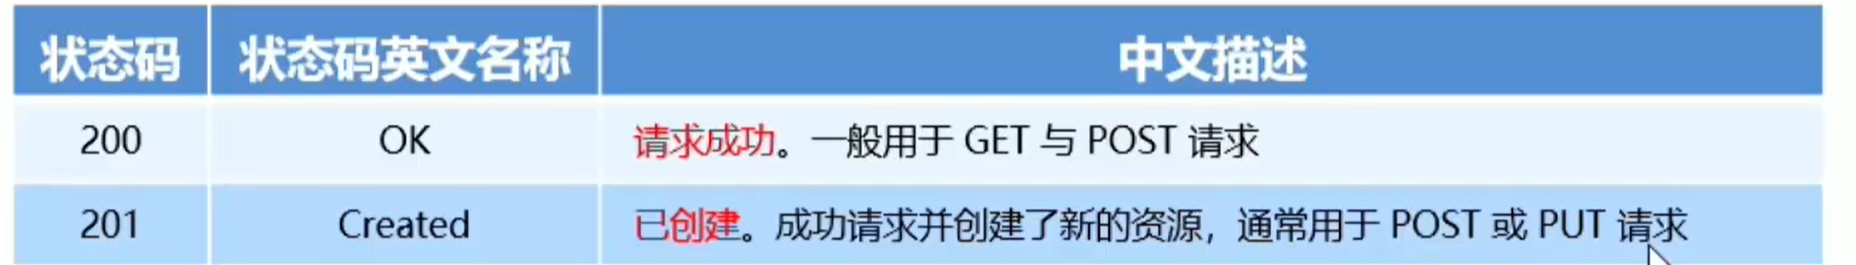 状态码 状态码英文名称 中文描述
200 OK 请求成功。一般用于 GET 与 POST 请求
201 Created 已创建。成功请求并创建了新的资源，通常用于 POST 或 PUT 请求